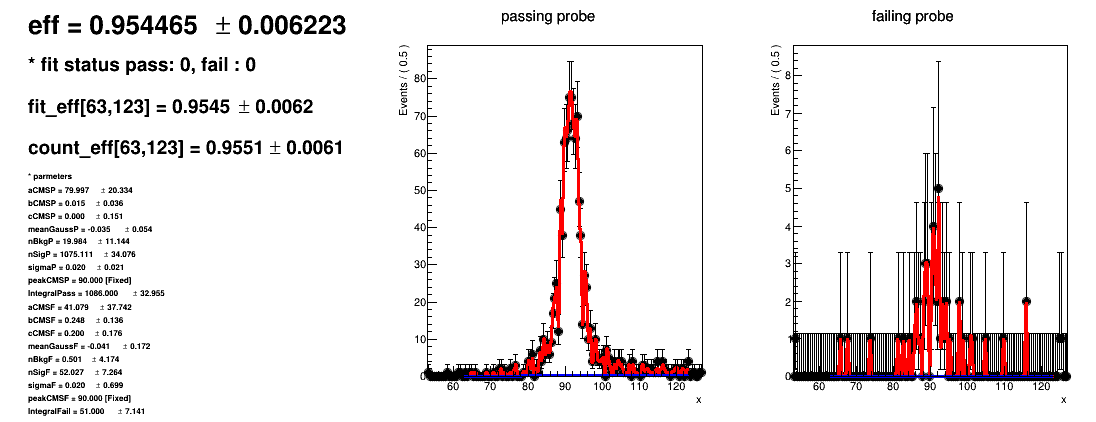 eff = 0.954465 ± 0.006223
* fit status pass: 0, fail : 0
fit_eff[63,123] = 0.9545 ± 0.0062
count_eff[63,123] = 0.9551 ± 0.0061
* parmeters
aCMSP = 79.997 ± 20.334
bCMSP = 0.015 ± 0.036
cCMSP = 0.000 ± 0.151
meanGaussP = -0.035 ± 0.054
nBkgP = 19.984 ± 11.144
nSigP = 1075.111 ± 34.076
sigmaP = 0.020 ± 0.021
peakCMSP = 90.000 [Fixed]
IntegralPass = 1086.000 ± 32.955
aCMSF = 41.079 ± 37.742
bCMSF = 0.248 ± 0.136
cCMSF = 0.200 ± 0.176
meanGaussF = -0.041 ± 0.172
nBkgF = 0.501 ± 4.174
nSigF = 52.027 ± 7.264
sigmaF = 0.020 ± 0.699
peakCMSF = 90.000 [Fixed]
IntegralFail = 51.000 ± 7.141
passing probe
Events / ( 0.5 )
80
70
60
50
40
30
20
10
0
60 70 80 90 100 110 120
x
failing probe
Events / ( 0.5 )
8
7
6
5
4
3
2
1
0
60 70 80 90 100 110 120
x